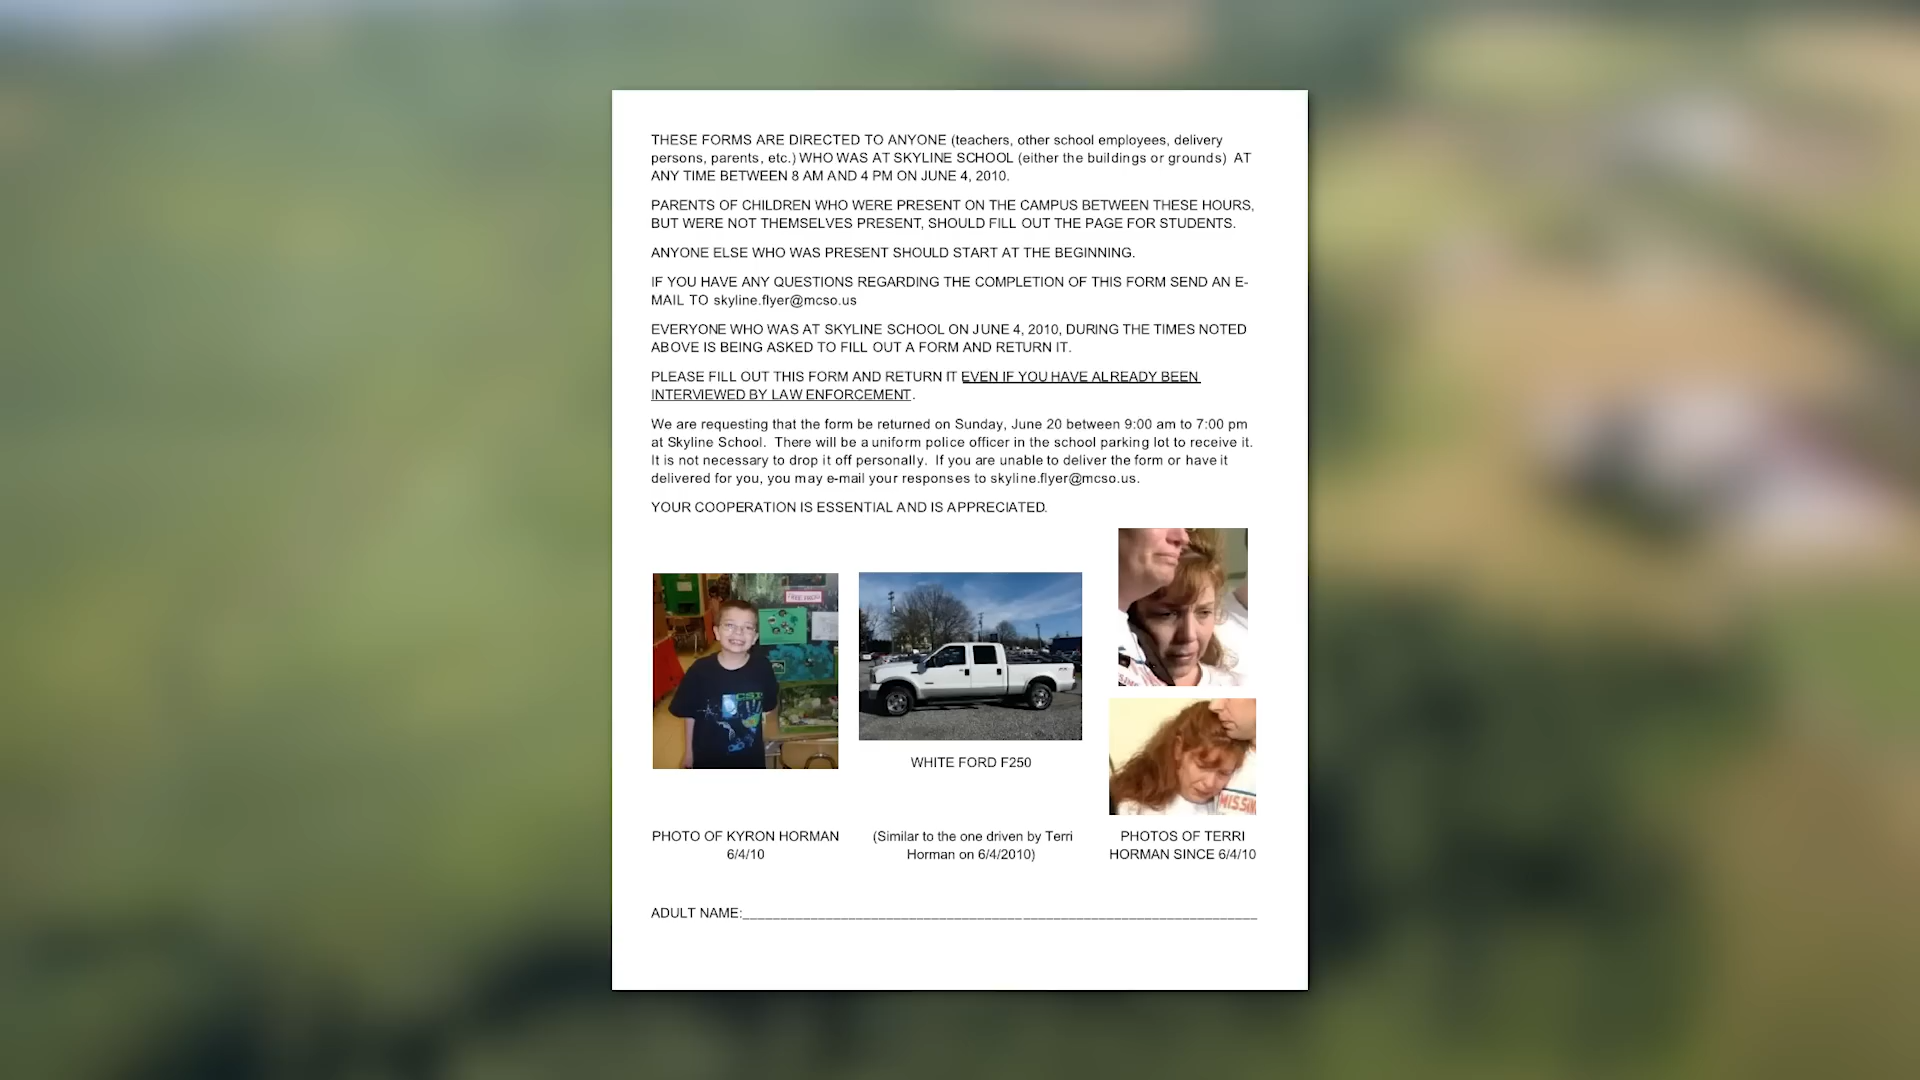 THESE FORMS ARE DIRECTED TO ANYONE (teachers, other school employees, delivery
persons, parents, etc.) WHO WAS AT SKYLINE SCHOOL (either the buildings or grounds) AT
ANY TIME BETWEEN 8 AM AND 4 PM ON JUNE 4, 2010.
PARENTS OF CHILDREN WHO WERE PRESENT ON THE CAMPUS BETWEEN THESE HOURS,
BUT WERE NOT THEMSELVES PRESENT, SHOULD FILL OUT THE PAGE FOR STUDENTS.
ANYONE ELSE WHO WAS PRESENT SHOULD START AT THE BEGINNING.
IF YOU HAVE ANY QUESTIONS REGARDING THE COMPLETION OF THIS FORM SEND AN E-
MAIL TO skyline.flyer@mcso.us
EVERYONE WHO WAS AT SKYLINE SCHOOL ON JUNE 4, 2010, DURING THE TIMES NOTED
ABOVE IS BEING ASKED TO FILL OUT A FORM AND RETURN IT.
PLEASE FILL OUT THIS FORM AND RETURN IT EVEN IF YOU HAVE ALREADY BEEN
INTERVIEWED BY LAW ENFORCEMENT.
We are requesting that the form be returned on Sunday, June 20 between 9:00 am to 7:00 pm
at Skyline School. There will be a uniform police officer in the school parking lot to receive it.
It is not necessary to drop it off personally. If you are unable to deliver the form or have it
delivered for you, you may e-mail your responses to skyline.flyer@mcso.us.
YOUR COOPERATION IS ESSENTIAL AND IS APPRECIATED.
CSI
MISSIN
WHITE FORD F250
PHOTO OF KYRON HORMAN
6/4/10
(Similar to the one driven by Terri
Horman on 6/4/2010)
PHOTOS OF TERRI
HORMAN SINCE 6/4/10
ADULT NAME: